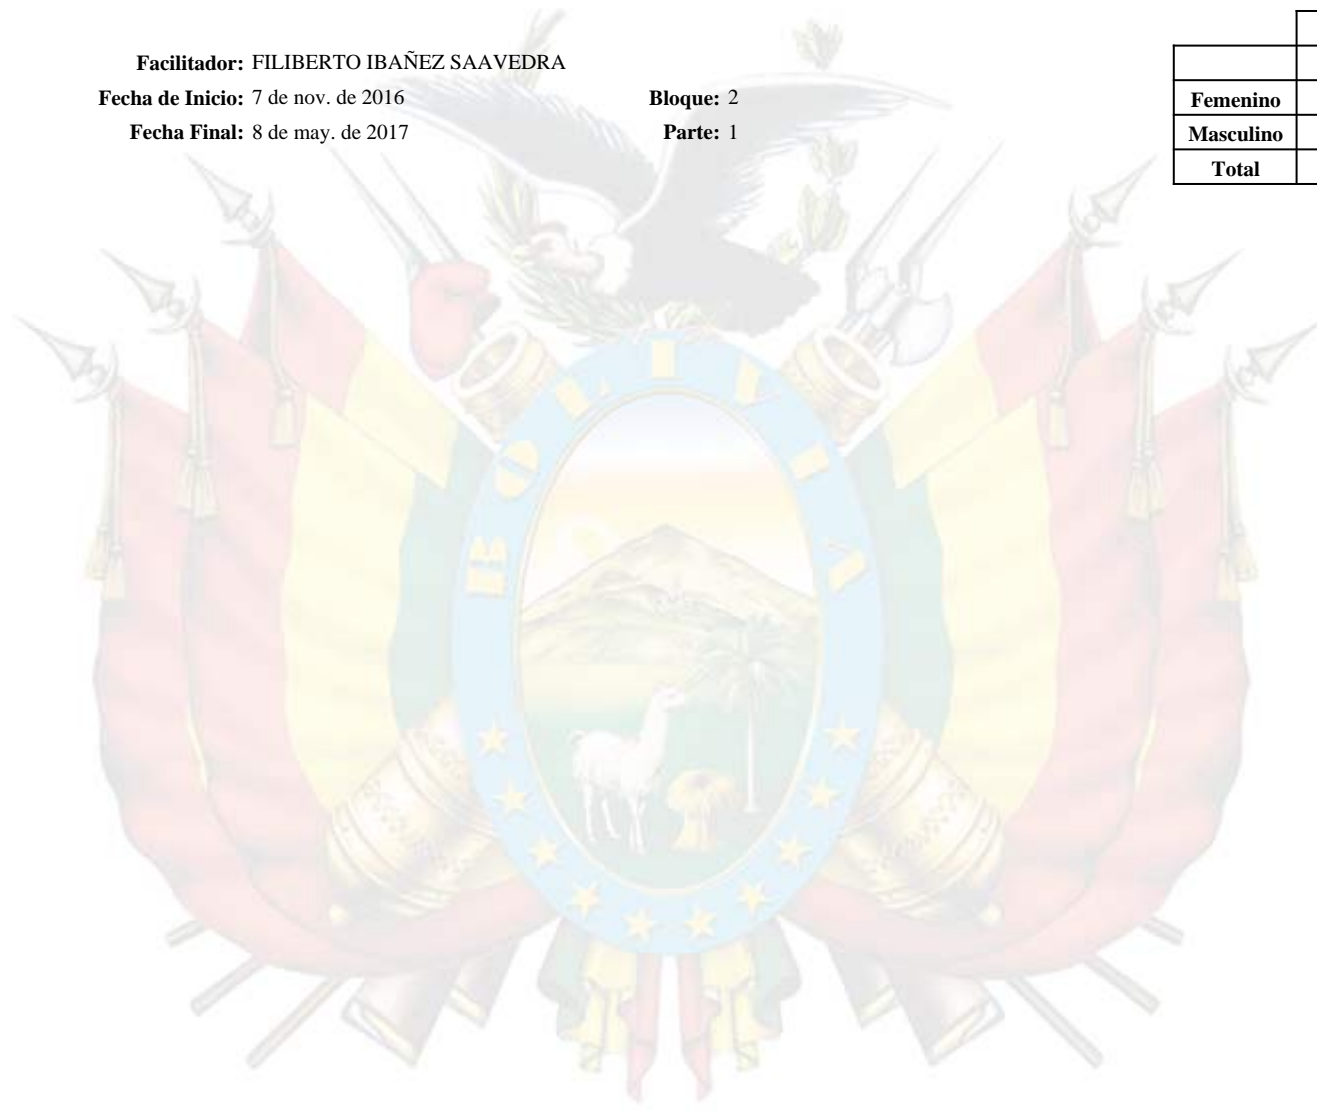 Facilitador: FILIBERTO IBAÑEZ SAAVEDRA
Fecha de Inicio: 7 de nov. de 2016 Bloque: 2
Fecha Final: 8 de may. de 2017 Parte: 1
Femenino
Masculino
Total
BOLIVIA